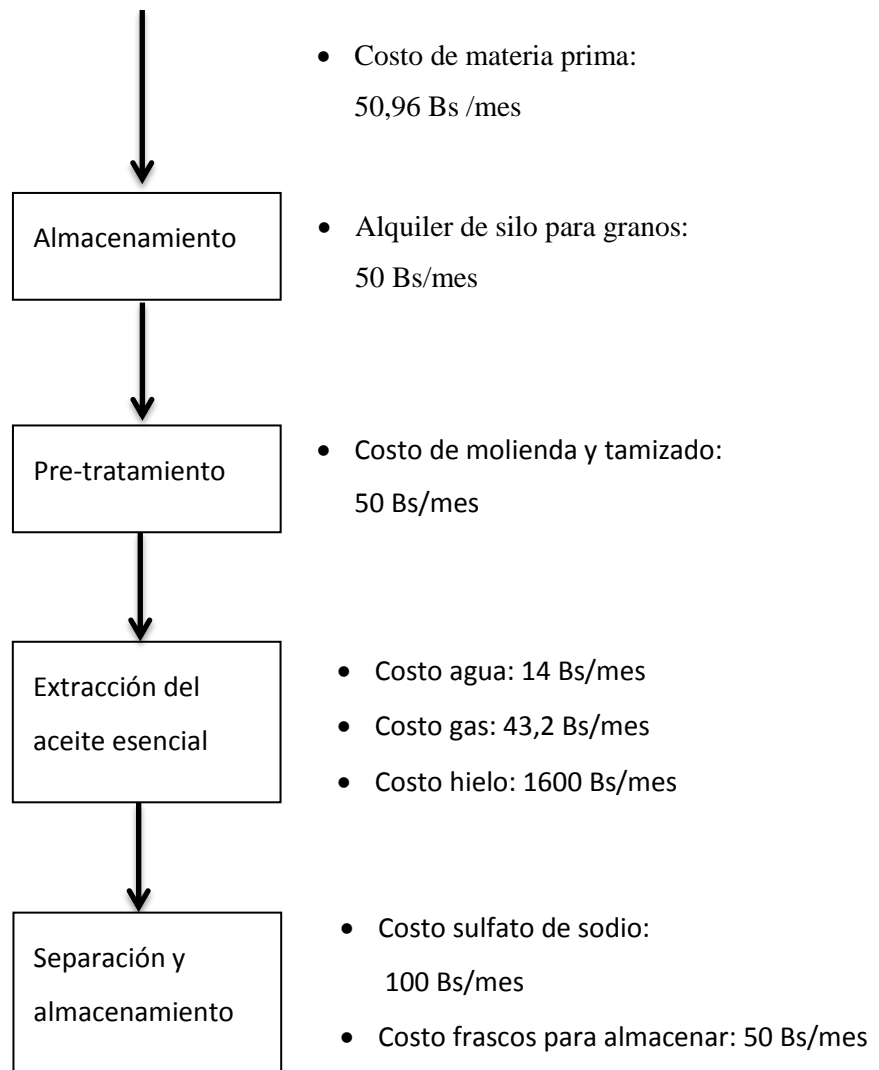 • Costo de materia prima:
50,96 Bs /mes
Almacenamiento
• Alquiler de silo para granos:
50 Bs/mes
Pre-tratamiento
• Costo de molienda y tamizado:
50 Bs/mes
Extracción del
aceite esencial
• Costo agua: 14 Bs/mes
• Costo gas: 43,2 Bs/mes
• Costo hielo: 1600 Bs/mes
Separación y
almacenamiento
• Costo sulfato de sodio:
100 Bs/mes
• Costo frascos para almacenar: 50 Bs/mes